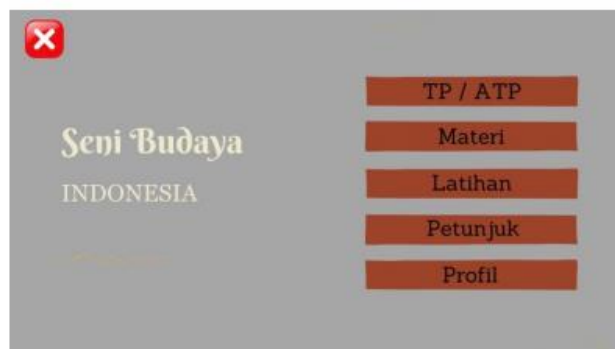 Seni Budaya
INDONESIA
TP / ATP
Materi
Latihan
Petunjuk
Profil